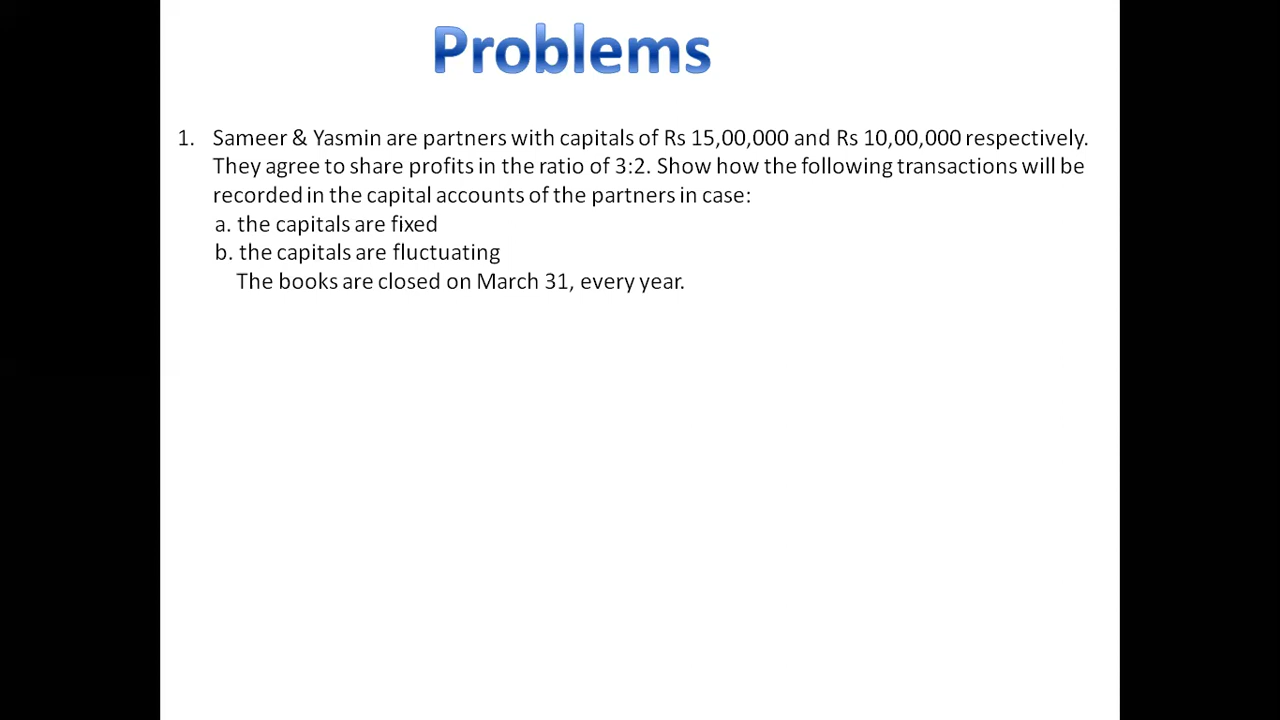 Problems
1. Sameer & Yasmin are partners with capitals of Rs 15,00,000 and Rs 10,00,000 respectively.
They agree to share profits in the ratio of 3:2. Show how the following transactions will be
recorded in the capital accounts of the partners in case:
a. the capitals are fixed
b. the capitals are fluctuating
The books are closed on March 31, every year.